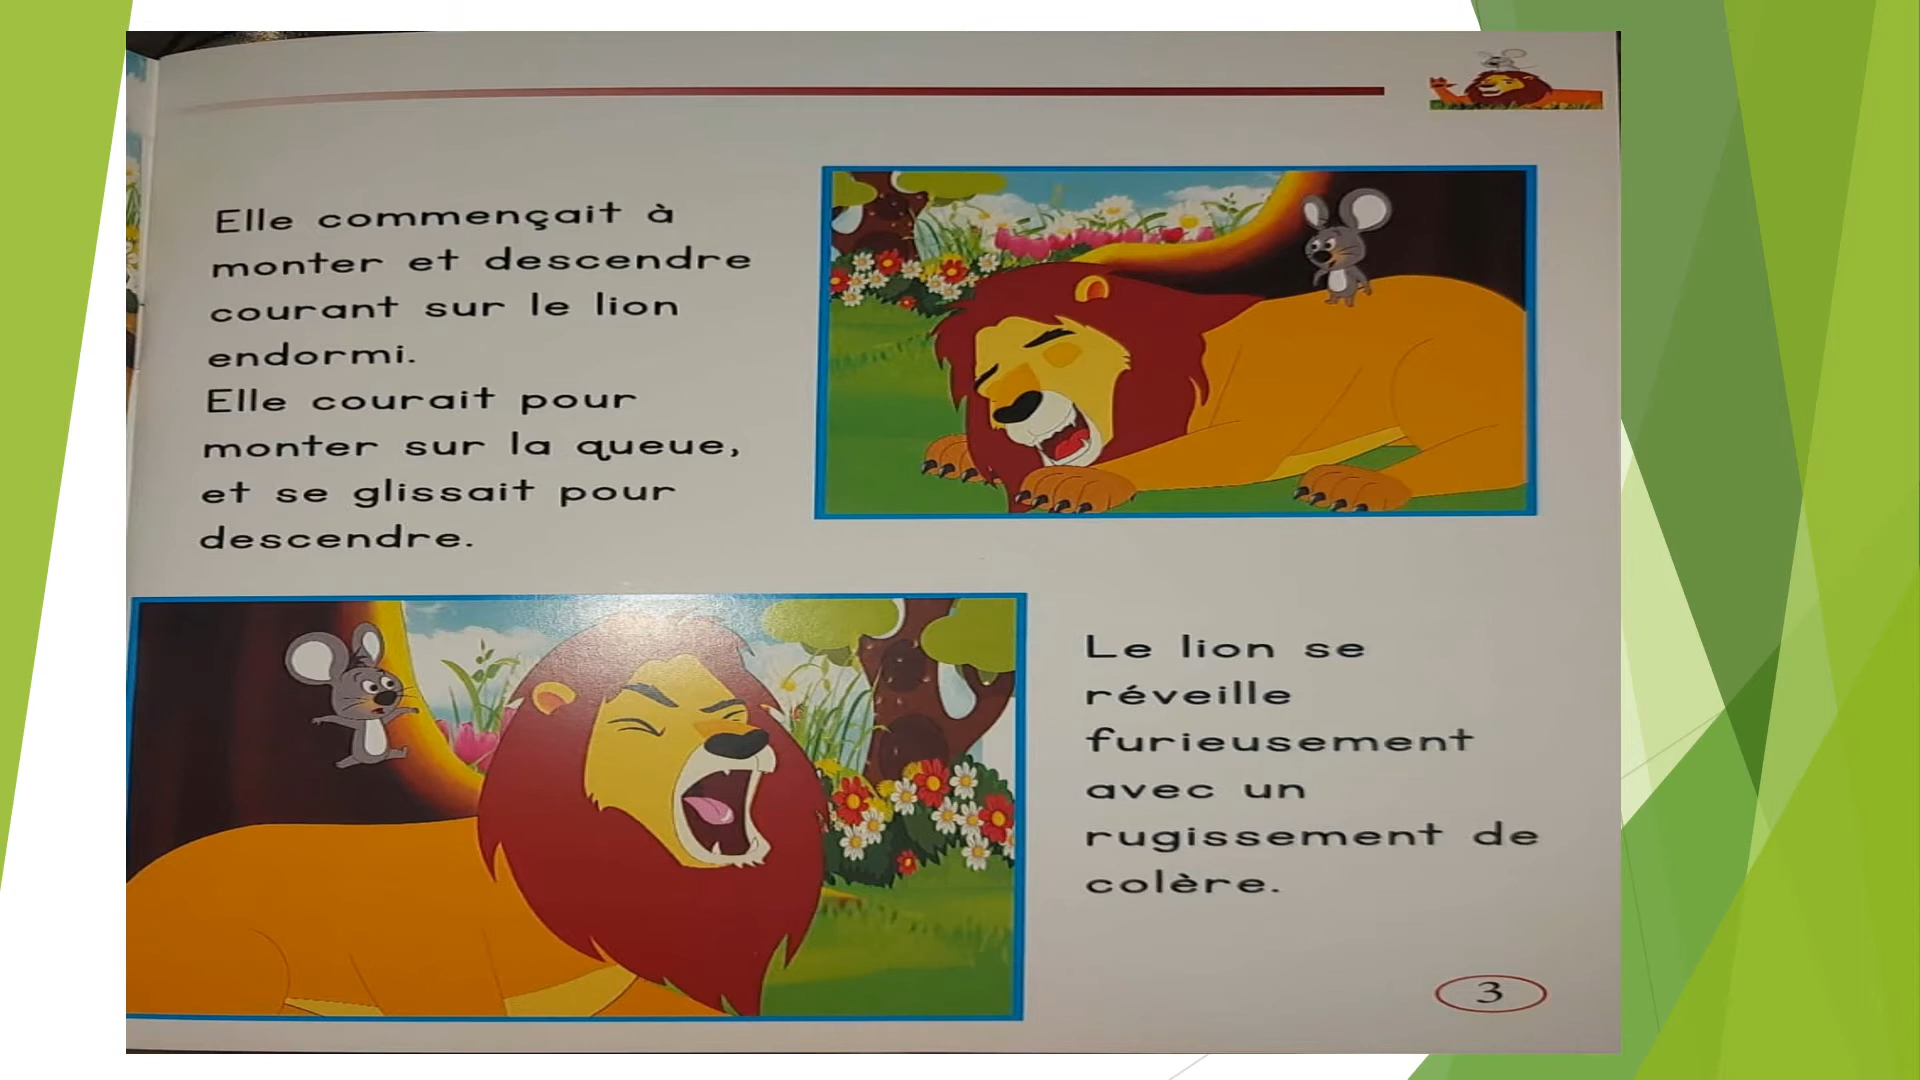 Elle commençait à
monter et descendre
courant sur le lion
endormi.
Elle courait pour
monter sur la queue,
et se glissait pour
descendre.
Le lion se
réveille
furieusement
avec un
rugissement de
colère.
3